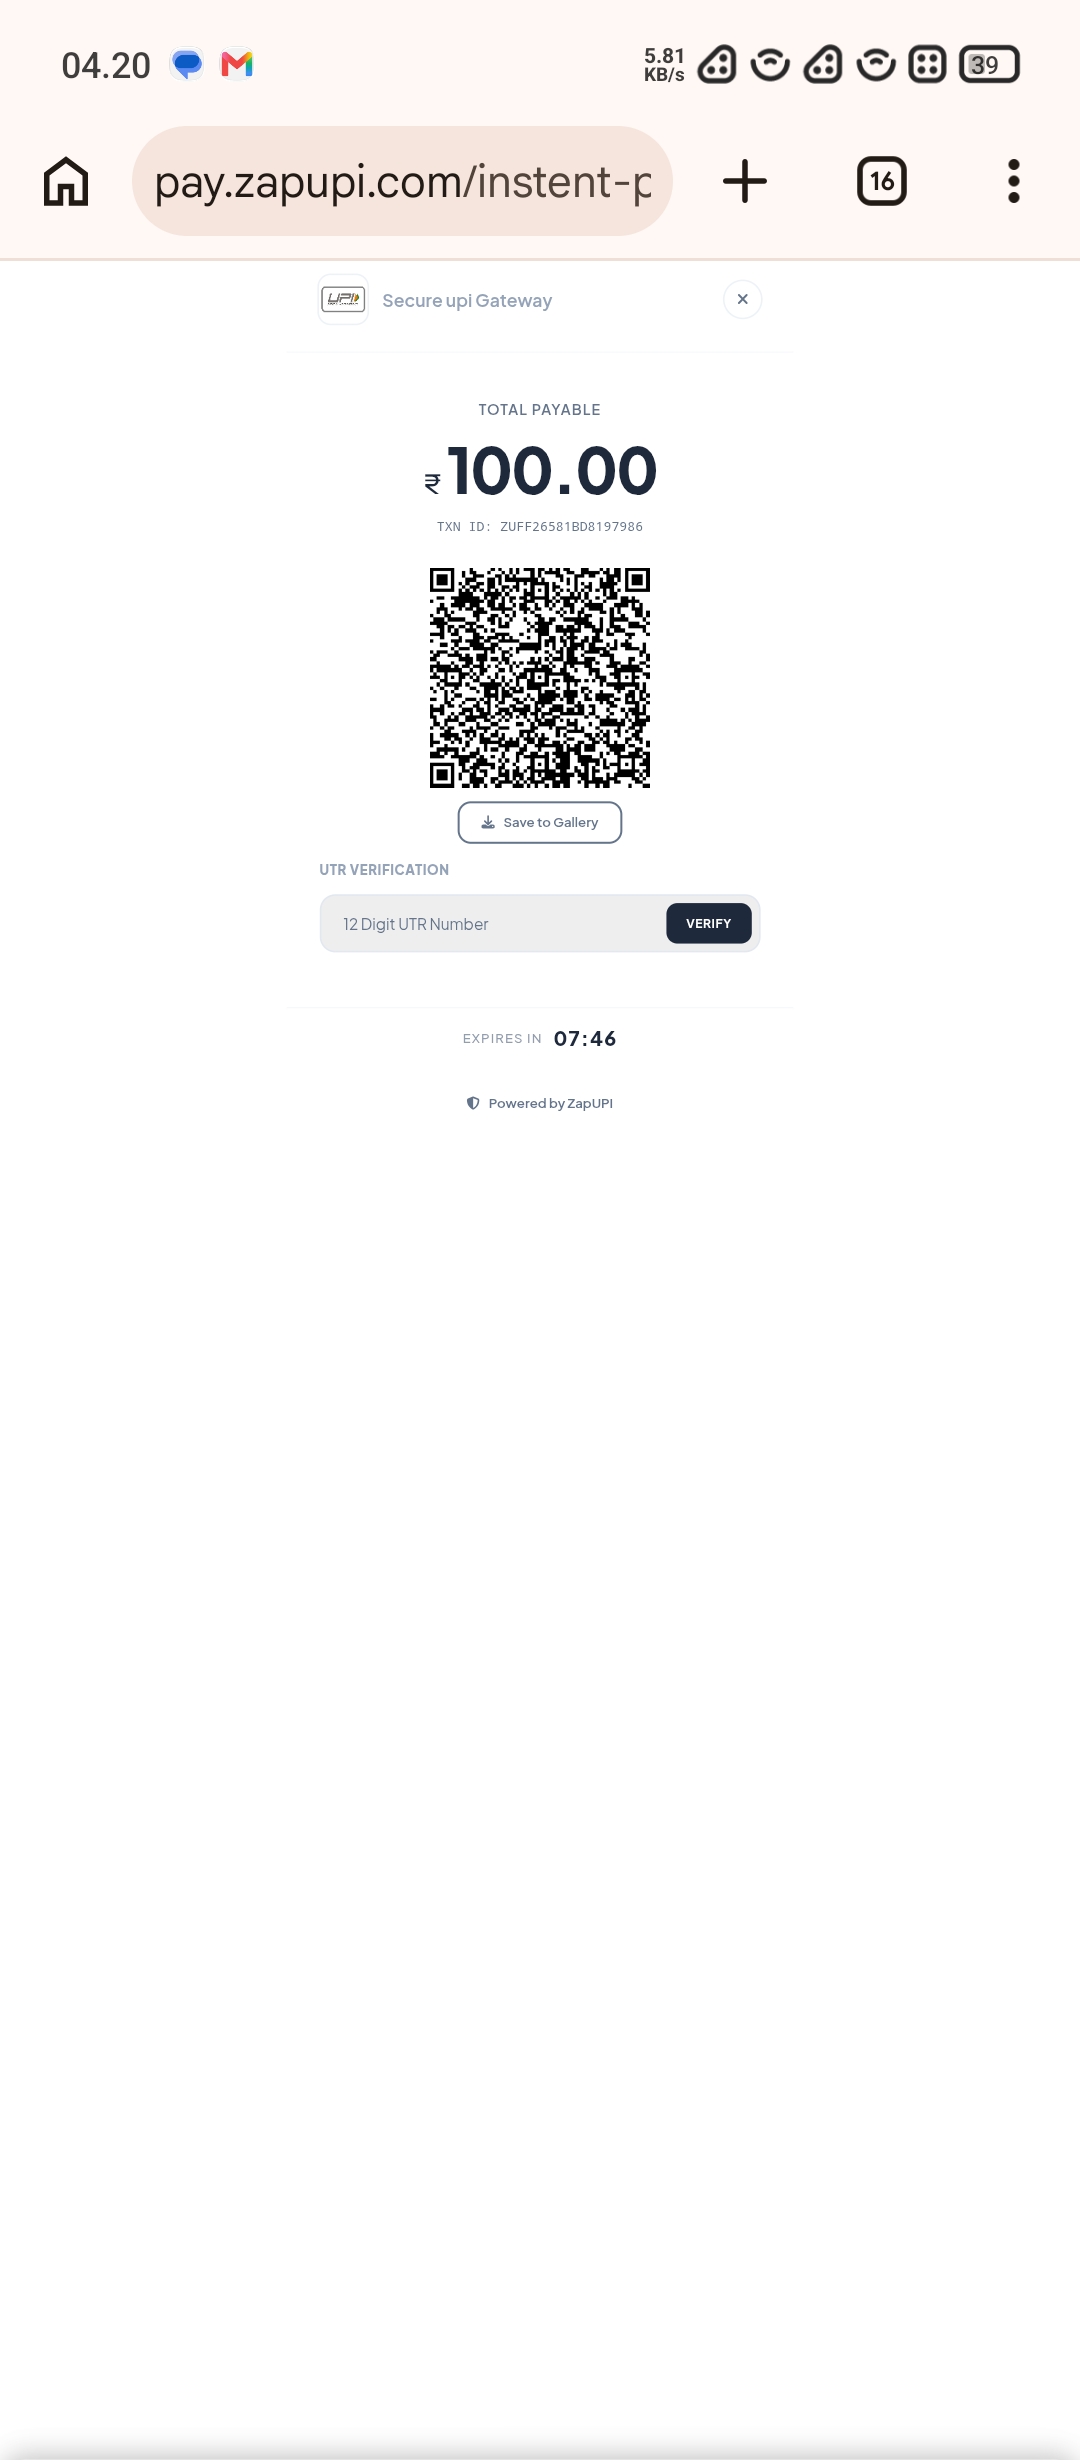 04.20
5.81
KB/s
39
pay.zapupi.com/instent-p
16
UPI
Secure upi Gateway
TOTAL PAYABLE
₹100.00
TXN ID: ZUFF26581BD8197986
Save to Gallery
UTR VERIFICATION
12 Digit UTR Number
VERIFY
EXPIRES IN 07:46
Powered by ZapUPI